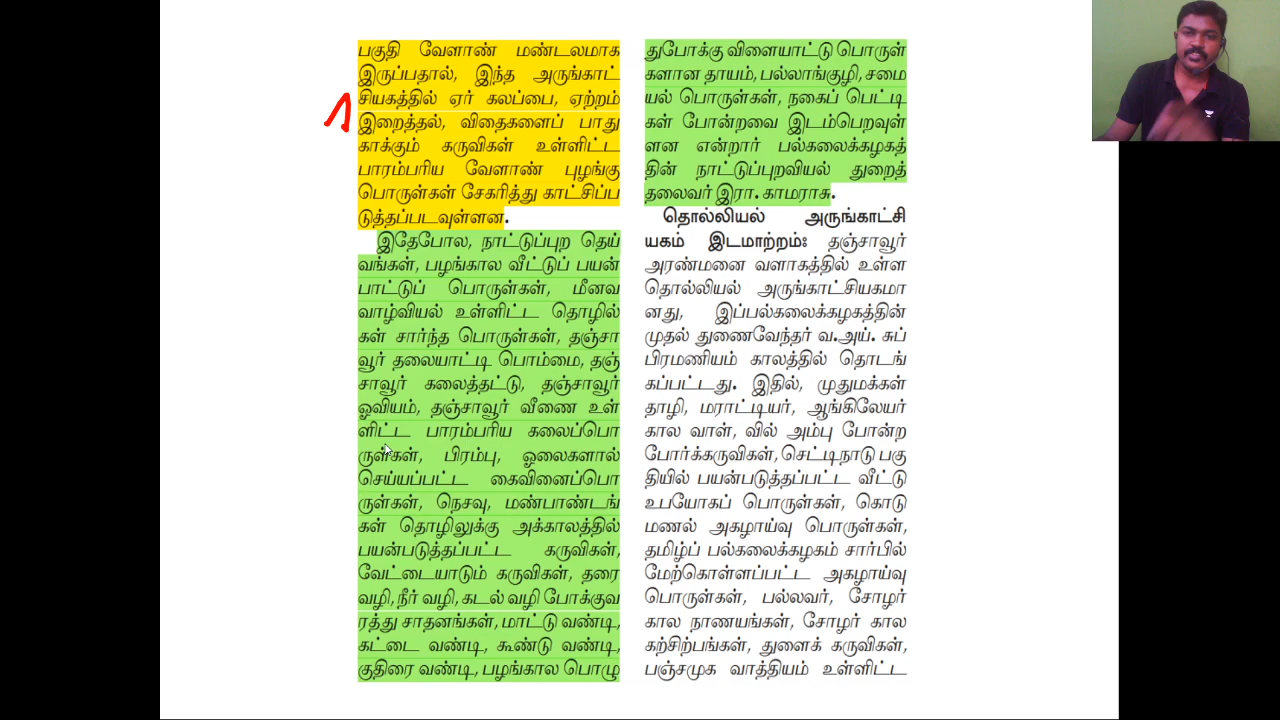 பகுதி வேளாண் மண்டலமாக
இருப்பதால், இந்த அருங்காட்
சியகத்தில் ஏர் கலப்பை, ஏற்றம்
இறைத்தல், விதைகளைப் பாது
காக்கும் கருவிகள் உள்ளிட்ட
பாரம்பரிய வேளாண் புழங்கு
பொருள்கள் சேகரித்து காட்சிப்ப
டுத்தப்படவுள்ளன.
இதேபோல, நாட்டுப்புற தெய்
வங்கள், பழங்கால வீட்டுப் பயன்
பாட்டுப் பொருள்கள், மீனவ
வாழ்வியல் உள்ளிட்ட தொழில்
கள் சார்ந்த பொருள்கள், தஞ்சா
வூர் தலையாட்டி பொம்மை, தஞ்
சாவூர் கலைத்தட்டு, தஞ்சாவூர்
ஓவியம், தஞ்சாவூர் வீணை உள்
ளிட்ட பாரம்பரிய கலைப்பொ
ருள்கள், பிரம்பு, ஓலைகளால்
செய்யப்பட்ட கைவினைப்பொ
ருள்கள், நெசவு, மண்பாண்டங்
கள் தொழிலுக்கு அக்காலத்தில்
பயன்படுத்தப்பட்ட கருவிகள்,
வேட்டையாடும் கருவிகள், தரை
வழி, நீர் வழி, கடல் வழி போக்குவ
ரத்து சாதனங்கள், மாட்டு வண்டி,
கட்டை வண்டி, கூண்டு வண்டி,
குதிரை வண்டி, பழங்கால பொழு
துபோக்கு விளையாட்டு பொருள்
களான தாயம், பல்லாங்குழி, சமை
யல் பொருள்கள், நகைப் பெட்டி
கள் போன்றவை இடம்பெறவுள்
ளன என்றார் பல்கலைக்கழகத்
தின் நாட்டுப்புறவியல் துறைத்
தலைவர் இரா. காமராசு.
தொல்லியல் அருங்காட்சி
யகம் இடமாற்றம்: தஞ்சாவூர்
அரண்மனை வளாகத்தில் உள்ள
தொல்லியல் அருங்காட்சியகமா
னது, இப்பல்கலைக்கழகத்தின்
முதல் துணைவேந்தர் வ.அய். சுப்
பிரமணியம் காலத்தில் தொடங்
கப்பட்டது. இதில், முதுமக்கள்
தாழி, மராட்டியர், ஆங்கிலேயர்
கால வாள், வில் அம்பு போன்ற
போர்க்கருவிகள், செட்டிநாடு பகு
தியில் பயன்படுத்தப்பட்ட வீட்டு
உபயோகப் பொருள்கள், கொடு
மணல் அகழாய்வு பொருள்கள்,
தமிழ்ப் பல்கலைக்கழகம் சார்பில்
மேற்கொள்ளப்பட்ட அகழாய்வு
பொருள்கள், பல்லவர், சோழர்
கால நாணயங்கள், சோழர் கால
கற்சிற்பங்கள், துளைக் கருவிகள்,
பஞ்சமுக வாத்தியம் உள்ளிட்ட